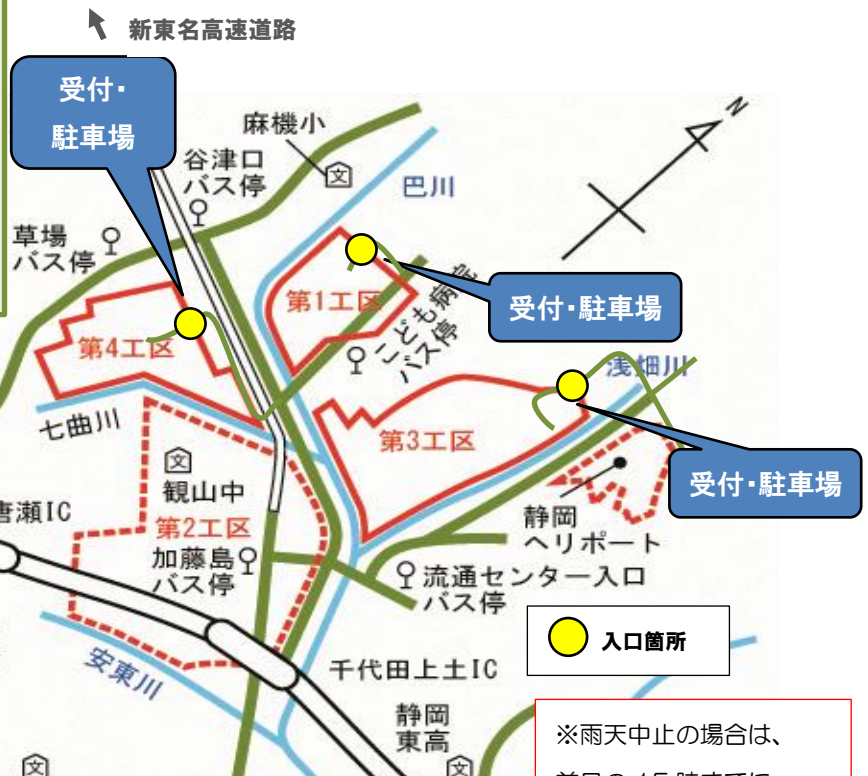 新東名高速道路
受付・
駐車場
麻機小
文
谷津口
バス停
巴川
N
草場
バス停
第1工区
こども病院
バス停
受付・駐車場
第4工区
浅畑川
七曲川
第3工区
文
観山中
受付・駐車場
唐瀬IC
第2工区
静岡
ヘリポート
加藤島
バス停
流通センター入口
バス停
入口箇所
安東川
千代田上土IC
静岡
東高
文
文
※雨天中止の場合は、